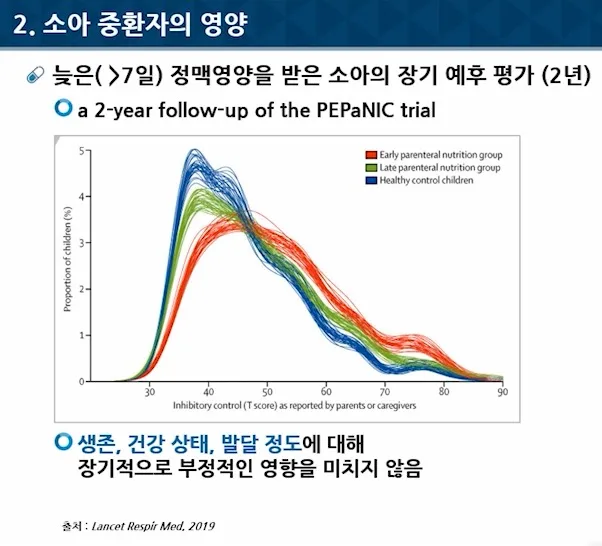 2. 소아 중환자의 영양
늦은( >7일) 정맥영양을 받은 소아의 장기 예후 평가 (2년)
a 2-year follow-up of the PEPaNIC trial
Early parenteral nutrition group
Late parenteral nutrition group
Healthy control children
Proportion of children (%)
5
4
3
2
1
0
30 40 50 60 70 80 90
Inhibitory control (T score) as reported by parents or caregivers
생존, 건강 상태, 발달 정도에 대해
장기적으로 부정적인 영향을 미치지 않음
출처 : Lancet Respir Med, 2019